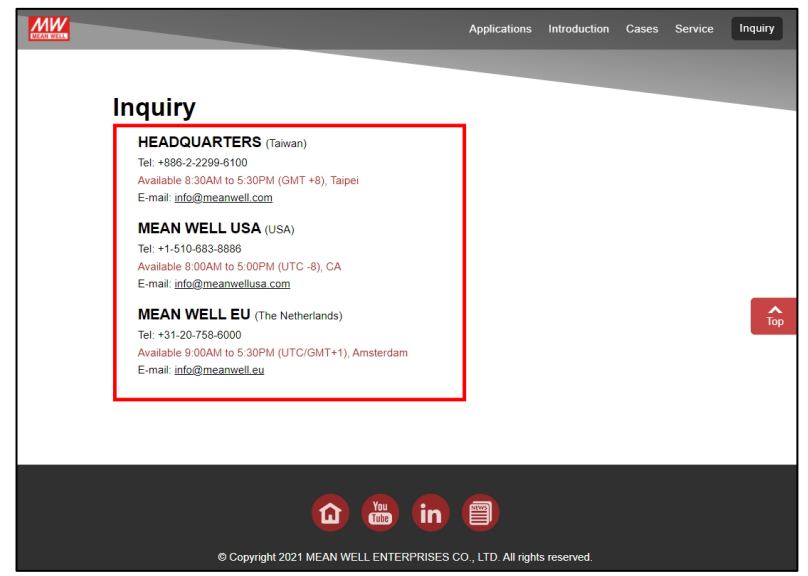 MW
MEAN WELL
Applications Introduction Cases Service Inquiry
Inquiry
HEADQUARTERS (Taiwan)
Tel: +886-2-2299-6100
Available 8:30AM to 5:30PM (GMT +8), Taipei
E-mail: info@meanwell.com
MEAN WELL USA (USA)
Tel: +1-510-683-8886
Available 8:00AM to 5:00PM (UTC -8), CA
E-mail: info@meanwellusa.com
MEAN WELL EU (The Netherlands)
Tel: +31-20-758-6000
Available 9:00AM to 5:30PM (UTC/GMT+1), Amsterdam
E-mail: info@meanwell.eu
Top
You
Tube
in
NEWS
© Copyright 2021 MEAN WELL ENTERPRISES CO., LTD. All rights reserved.